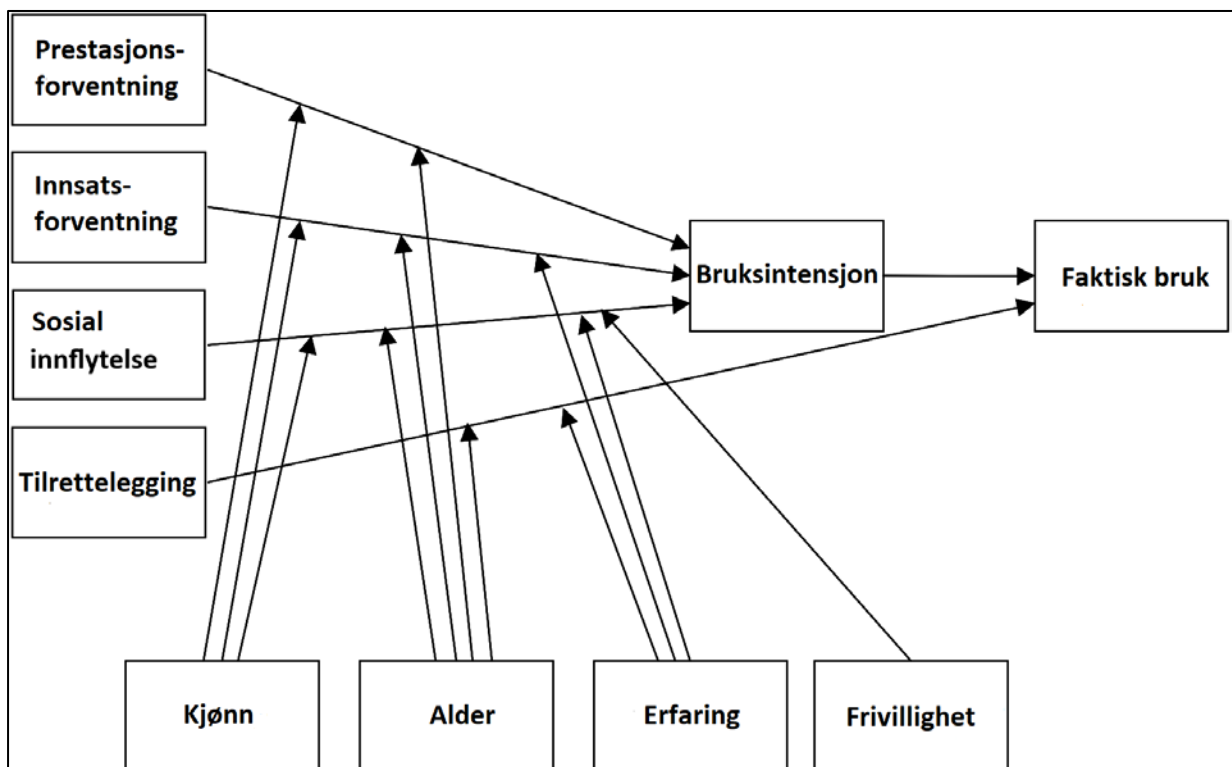 Prestasjons-
forventning
Innsats-
forventning
Bruksintensjon
Faktisk bruk
Sosial
innflytelse
Tilrettelegging
Kjønn
Alder
Erfaring
Frivillighet